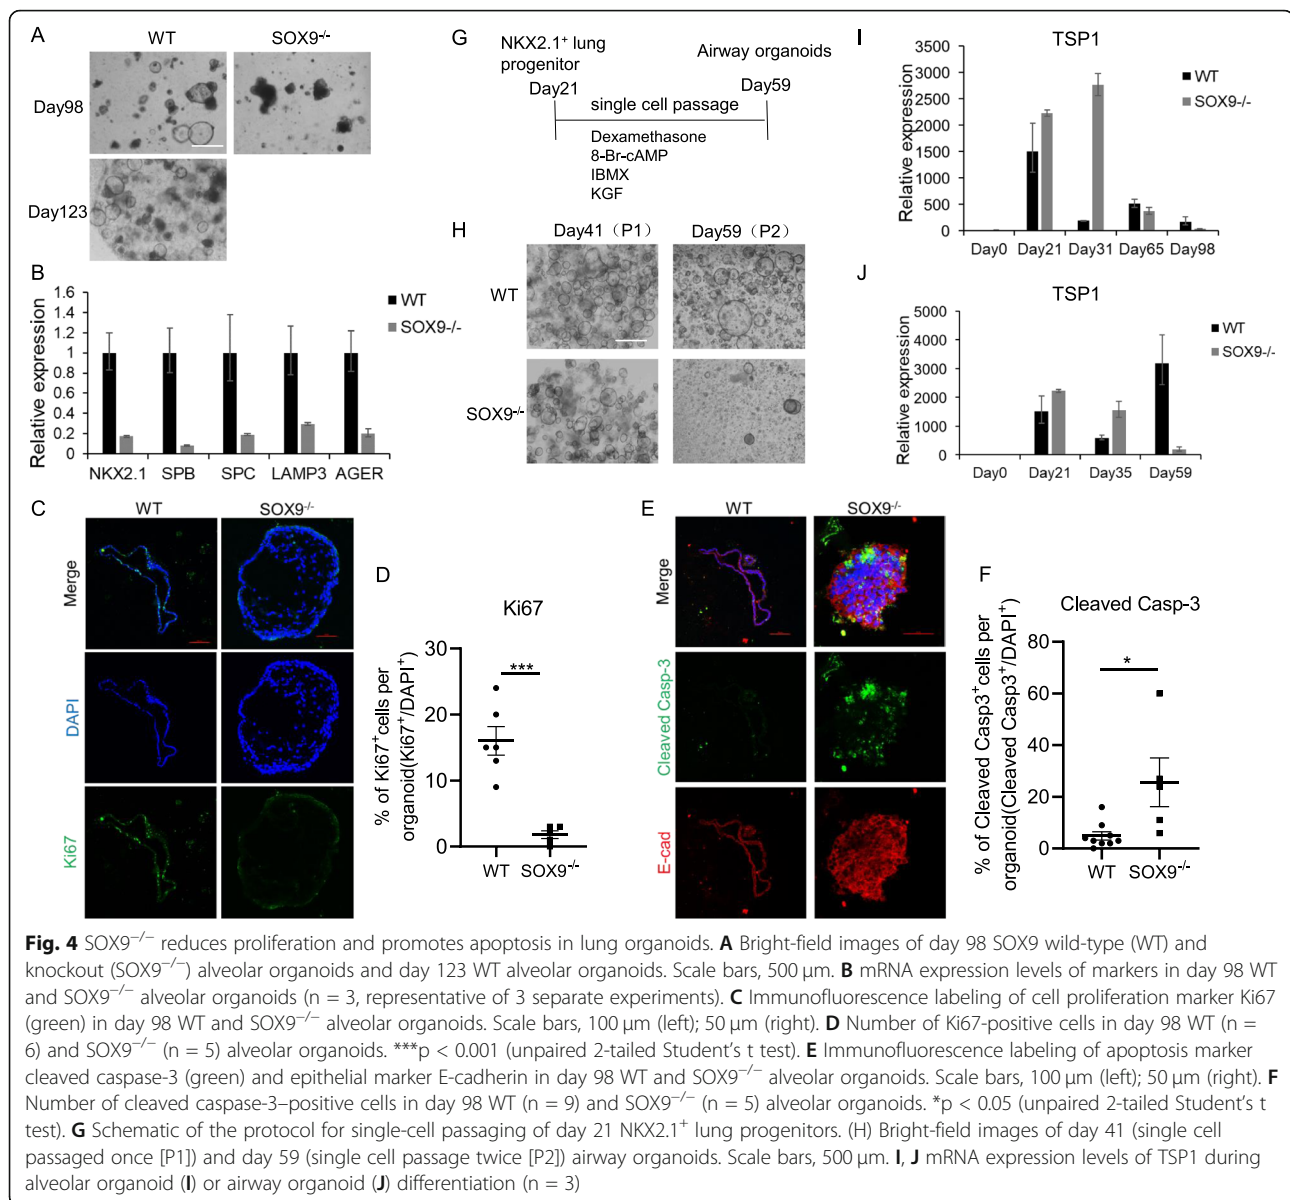 A
WT
SOX9-/-
Day98
Day123
B
1.6
1.4
1.2
1
0.8
0.6
0.4
0.2
0
Relative expression
WT
SOX9-/-
NKX2.1 SPB SPC LAMP3 AGER
C
WT
SOX9-/-
Merge
DAPI
Ki67
D
Ki67
% of Ki67+cells per
organoid(Ki67+/DAPI+)
30
20
10
0
***
WT
SOX9-/-
E
WT
SOX9-/-
Merge
Cleaved Casp-3
E-cad
F
Cleaved Casp-3
% of Cleaved Casp3+cells per
organoid(Cleaved Casp3+/DAPI+)
80
60
40
20
0
*
WT SOX9-/-
G
NKX2.1+ lung
progenitor
Airway organoids
Day21
Day59
single cell passage
Dexamethasone
8-Br-cAMP
IBMX
KGF
H
Day41（P1） Day59（P2）
WT
SOX9-/-
I
TSP1
3500
3000
2500
2000
1500
1000
500
0
Relative expression
WT
SOX9-/-
Day0 Day21 Day31 Day65 Day98
J
TSP1
5000
4000
3000
2000
1000
0
Relative expression
WT
SOX9-/-
Day0 Day21 Day35 Day59
Fig. 4 SOX9−/− reduces proliferation and promotes apoptosis in lung organoids. A Bright-field images of day 98 SOX9 wild-type (WT) and
knockout (SOX9−/−) alveolar organoids and day 123 WT alveolar organoids. Scale bars, 500 μm. B mRNA expression levels of markers in day 98 WT
and SOX9−/− alveolar organoids (n = 3, representative of 3 separate experiments). C Immunofluorescence labeling of cell proliferation marker Ki67
(green) in day 98 WT and SOX9−/− alveolar organoids. Scale bars, 100 μm (left); 50 μm (right). D Number of Ki67-positive cells in day 98 WT (n =
6) and SOX9−/− (n = 5) alveolar organoids. ***p < 0.001 (unpaired 2-tailed Student's t test). E Immunofluorescence labeling of apoptosis marker
cleaved caspase-3 (green) and epithelial marker E-cadherin in day 98 WT and SOX9−/− alveolar organoids. Scale bars, 100 μm (left); 50 μm (right). F
Number of cleaved caspase-3–positive cells in day 98 WT (n = 9) and SOX9−/− (n = 5) alveolar organoids. *p < 0.05 (unpaired 2-tailed Student's t
test). G Schematic of the protocol for single-cell passaging of day 21 NKX2.1+ lung progenitors. (H) Bright-field images of day 41 (single cell
passaged once [P1]) and day 59 (single cell passage twice [P2]) airway organoids. Scale bars, 500 μm. I, J mRNA expression levels of TSP1 during
alveolar organoid (I) or airway organoid (J) differentiation (n = 3)